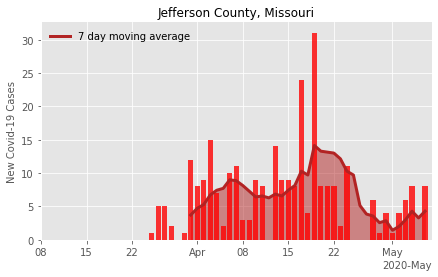 Jefferson County, Missouri
7 day moving average
New Covid-19 Cases
30
25
20
15
10
5
0
08 15 22 Apr 08 15 22 May
2020-May